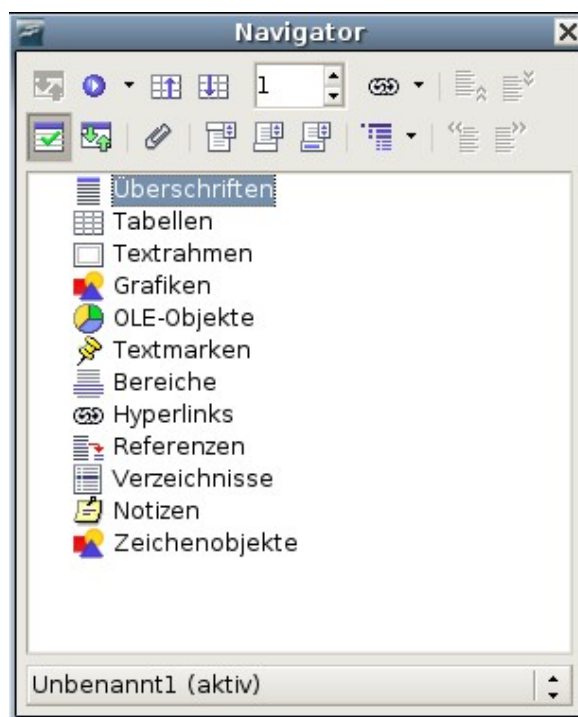 Navigator
1
Überschriften
Tabellen
Textrahmen
Grafiken
OLE-Objekte
Textmarken
Bereiche
Hyperlinks
Referenzen
Verzeichnisse
Notizen
Zeichenobjekte
Unbenannt1 (aktiv)